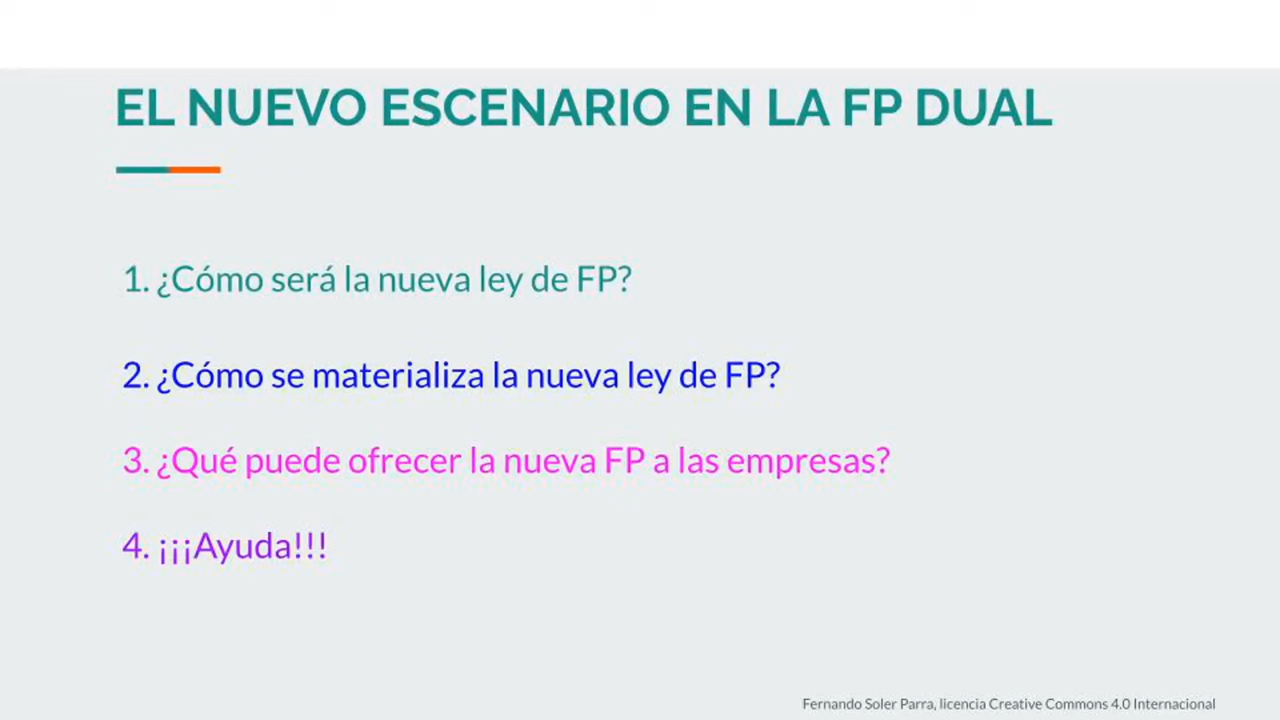 EL NUEVO ESCENARIO EN LA FP DUAL
1. ¿Cómo será la nueva ley de FP?
2. ¿Cómo se materializa la nueva ley de FP?
3. ¿Qué puede ofrecer la nueva FP a las empresas?
4. ¡¡¡Ayuda!!!
Fernando Soler Parra, licencia Creative Commons 4.0 Internacional